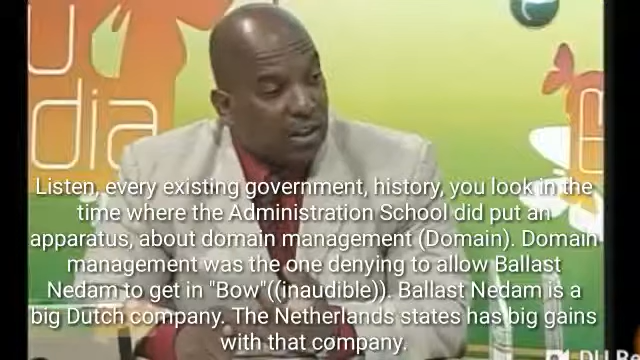 u
dia
Listen, every existing government, history, you look in the
time where the Administration School did put an
apparatus, about domain management (Domain). Domain
management was the one denying to allow Ballast
Nedam to get in "Bow"((inaudible)). Ballast Nedam is a
big Dutch company. The Netherlands states has big gains
with that company.